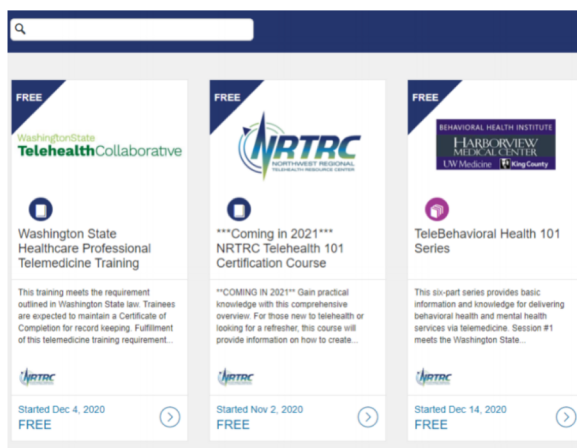 FREE
WashingtonState
TelehealthCollaborative
Washington State
Healthcare Professional
Telemedicine Training
This training meets the requirement
outlined in Washington State law. Trainees
are expected to maintain a Certificate of
Completion for record keeping. Fulfillment
of this telemedicine training requirement...
NRTRC
Started Dec 4, 2020
FREE
FREE
NRTRC
NORTHWEST REGIONAL
TELEHEALTH RESOURCE CENTER
***Coming in 2021***
NRTRC Telehealth 101
Certification Course
**COMING IN 2021** Gain practical
knowledge with this comprehensive
overview. For those new to telehealth or
looking for a refresher, this course will
provide information on how to create...
NRTRC
Started Nov 2, 2020
FREE
FREE
BEHAVIORAL HEALTH INSTITUTE
HARBORVIEW
MEDICAL CENTER
UW Medicine King County
TeleBehavioral Health 101
Series
This six-part series provides basic
information and knowledge for delivering
behavioral health and mental health
services via telemedicine. Session #1
meets the Washington State...
NRTRC
Started Dec 14, 2020
FREE